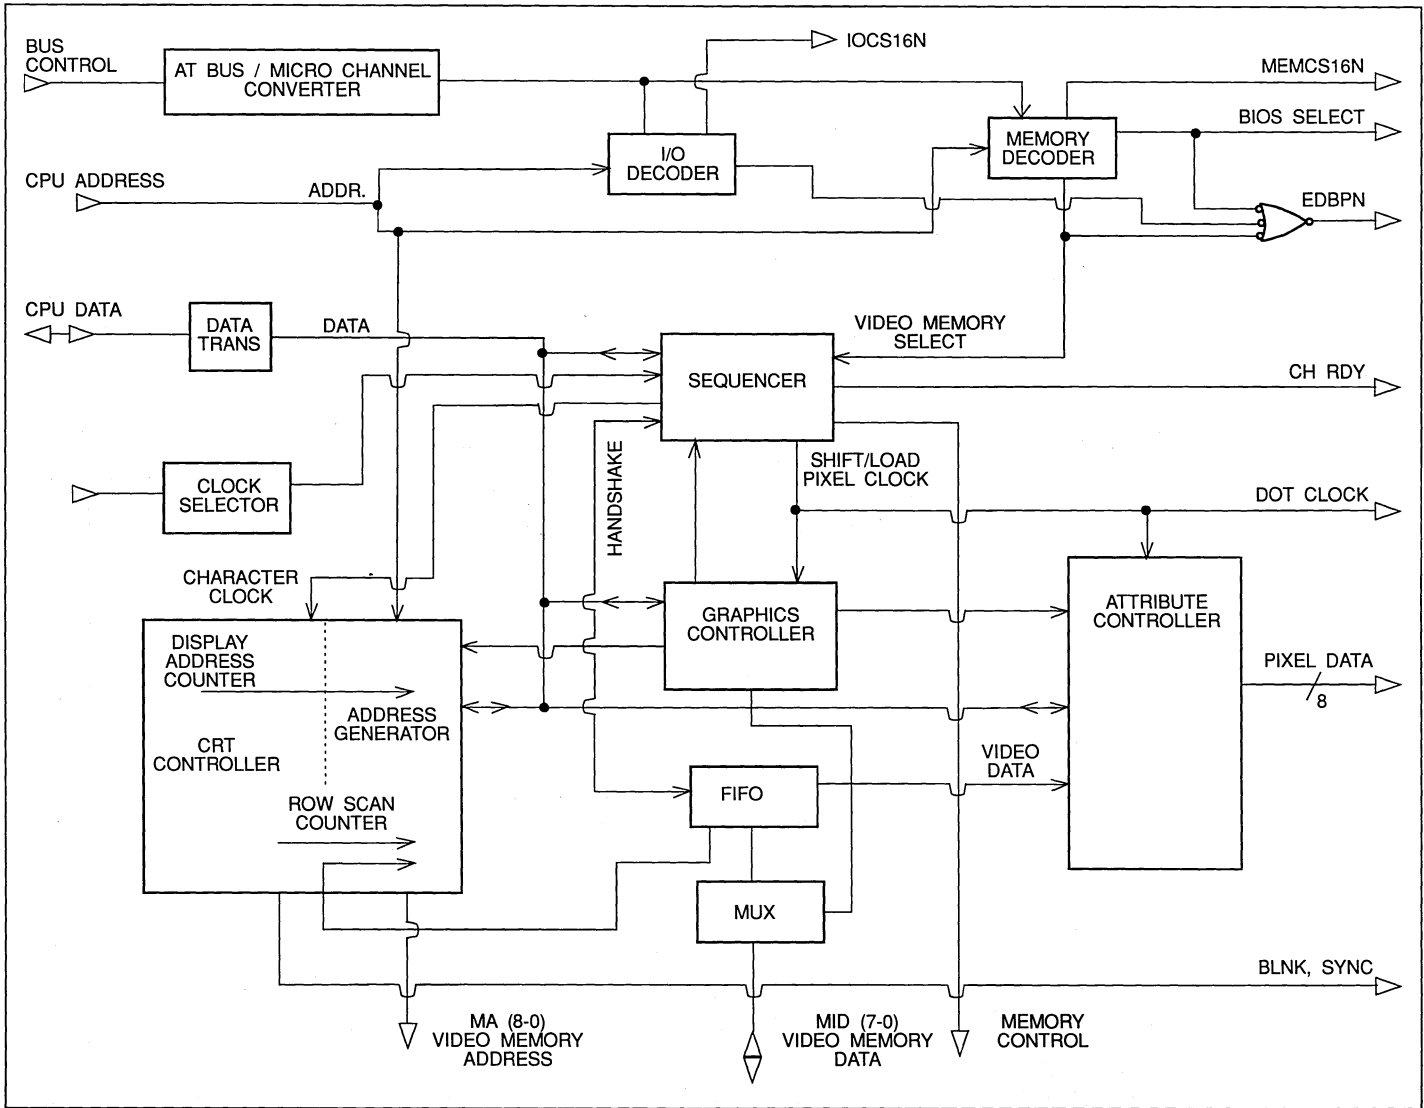 BUS
CONTROL
AT BUS / MICRO CHANNEL
CONVERTER
IOCS16N
MEMCS16N
BIOS SELECT
MEMORY
DECODER
I/O
DECODER
CPU ADDRESS
ADDR.
EDBPN
CPU DATA
DATA
TRANS
DATA
VIDEO MEMORY
SELECT
SEQUENCER
CH RDY
HANDSHAKE
SHIFT/LOAD
PIXEL CLOCK
CLOCK
SELECTOR
DOT CLOCK
CHARACTER
CLOCK
GRAPHICS
CONTROLLER
ATTRIBUTE
CONTROLLER
DISPLAY
ADDRESS
COUNTER
ADDRESS
GENERATOR
PIXEL DATA
8
CRT
CONTROLLER
VIDEO
DATA
ROW SCAN
COUNTER
FIFO
MUX
BLNK, SYNC
MA (8-0)
VIDEO MEMORY
ADDRESS
MID (7-0)
VIDEO MEMORY
DATA
MEMORY
CONTROL